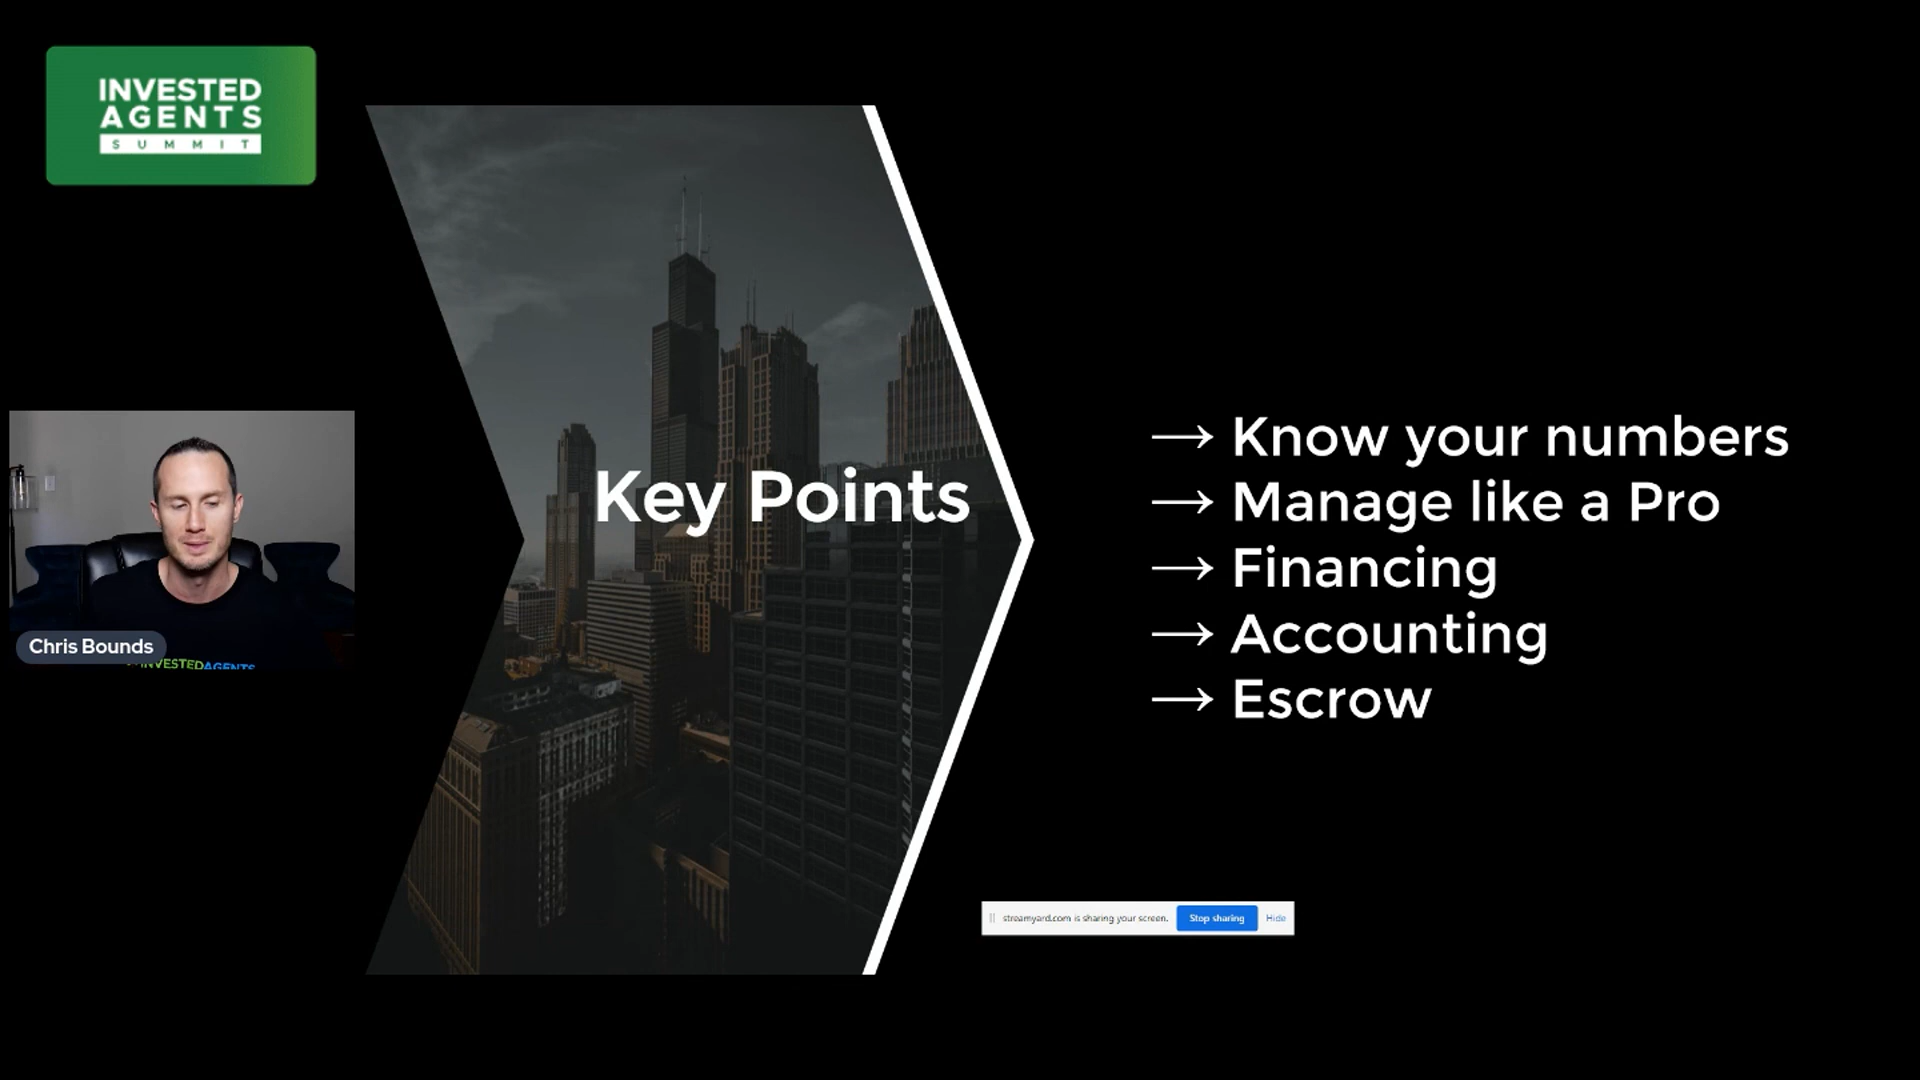 INVESTED
AGENTS
SUMMIT
Key Points
→ Know your numbers
→ Manage like a Pro
→ Financing
→ Accounting
→ Escrow
Chris Bounds
INVESTEDAGENTS
streamyard.com is sharing your screen.
Stop sharing
Hide